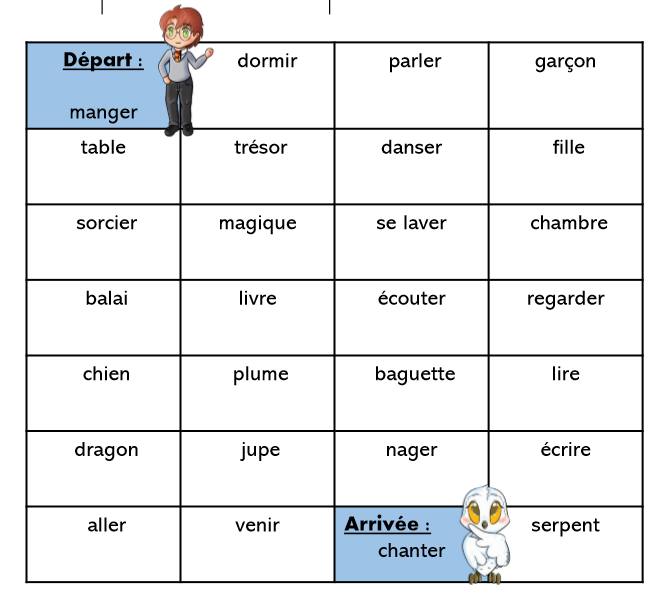 Départ :
manger
dormir
parler
garçon
table
trésor
danser
fille
sorcier
magique
se laver
chambre
balai
livre
écouter
regarder
chien
plume
baguette
lire
dragon
jupe
nager
écrire
aller
venir
Arrivée :
chanter
serpent